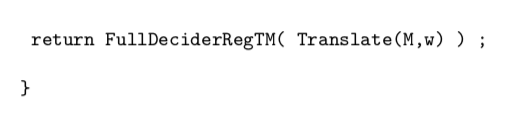 return FullDeciderRegTM( Translate(M,w) ) ;
}